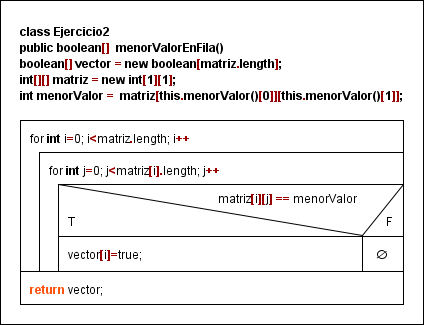 class Ejercicio2
public boolean[]  menorValorEnFila()
boolean[] vector = new boolean[matriz.length];
int[][] matriz = new int[1][1];
int menorValor =  matriz[this.menorValor()[0]][this.menorValor()[1]];
for int i=0; i<matriz.length; i++
for int j=0; j<matriz[i].length; j++
matriz[i][j] == menorValor
T F
vector[i]=true; ∅
return vector;